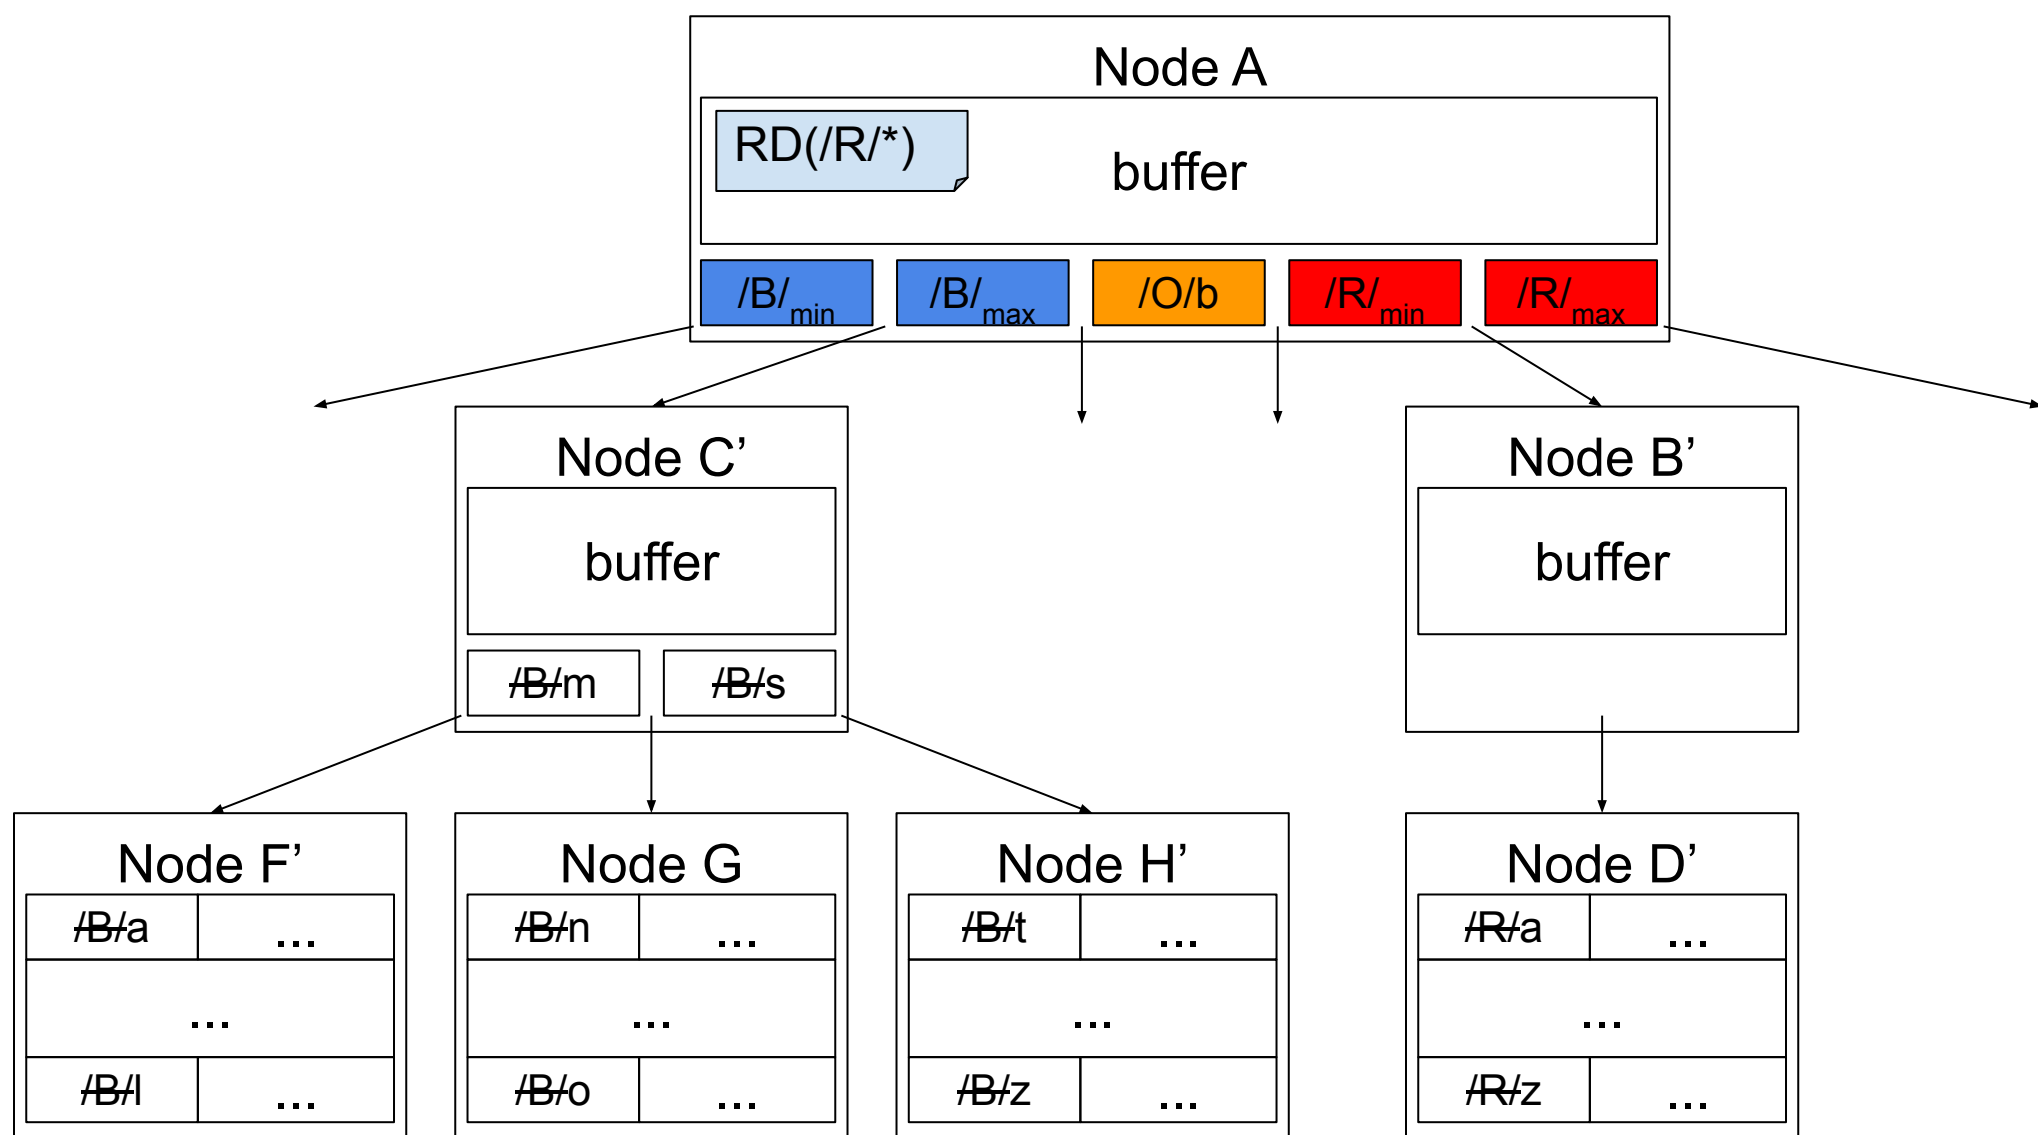 Node A
RD(/R/*)
buffer
/B/min /B/max /O/b /R/min /R/max
Node C’ Node B’
buffer buffer
/B/m /B/s
Node F’ Node G Node H’ Node D’
/B/a ... /B/n ... /B/t ... /R/a ...
... ... ... ...
/B/l ... /B/o ... /B/z ... /R/z ...